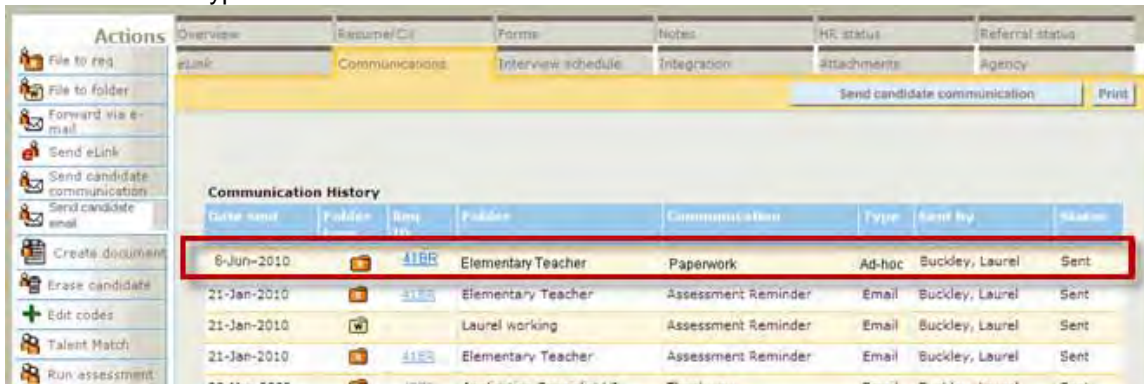 Actions
File to req
File to folder
Forward via e-
mail
Send eLink
Send candidate
communication
Send candidate
email
Create document
Erase candidate
Edit codes
Talent Match
Run assessment
Overview Resume/CV Forms Notes HR status Referral status
eLink Communications Interview schedule Integration Attachments Agency
Send candidate communication Print
Communication History
Date sent Folder Req Folder Communication Type Sent by Status
6-Jun-2010 41BR Elementary Teacher Paperwork Ad-hoc Buckley, Laurel Sent
21-Jan-2010 41BR Elementary Teacher Assessment Reminder Email Buckley, Laurel Sent
21-Jan-2010 Laurel working Assessment Reminder Email Buckley, Laurel Sent
21-Jan-2010 41BR Elementary Teacher Assessment Reminder Email Buckley, Laurel Sent